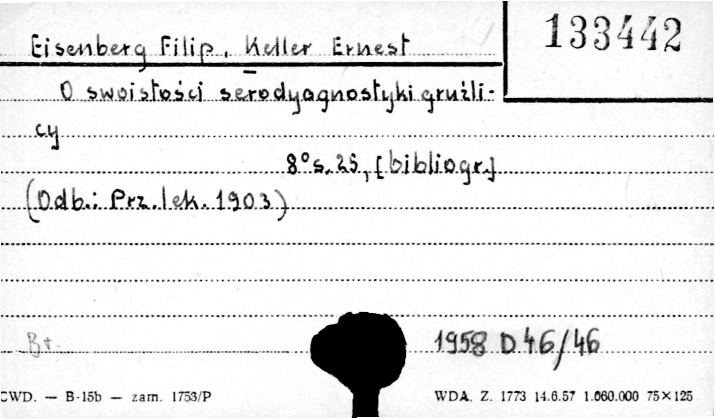 133442
Eisenberg Filip, Keller Ernest
O swoistości serodyagnostyki gruźli-
cy
8° s. 25, [bibliogr.]
(Odb.: Prz. lek. 1903)
1958 D 46/46
CWD. — B-15b — zam. 1753/P
WDA. Z. 1773 14.6.57 1.060.000 75×125